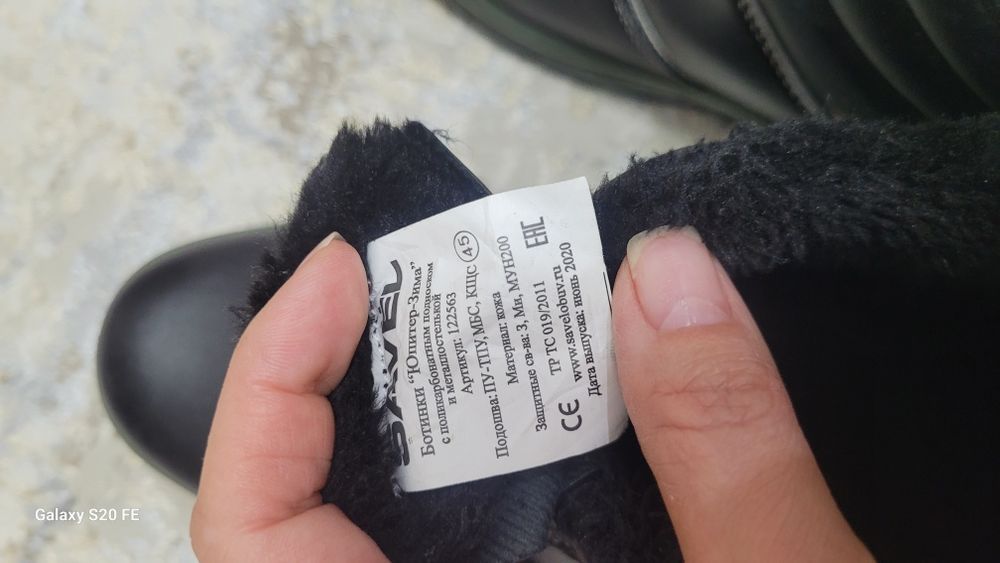 SAVEL
Ботинки "Юпитер-Зима"
с поликарбонатным подноском
и металлостелькой
Артикул: 122563 45
Подошва: ПУ-ТПУ,МБС, КЩС
Материал: кожа
Защитные св-ва: З, Ми, МУН200
ТР ТС 019/2011 ЕАС
CE www.savelobuv.ru
Дата выпуска: июнь 2020
Galaxy S20 FE